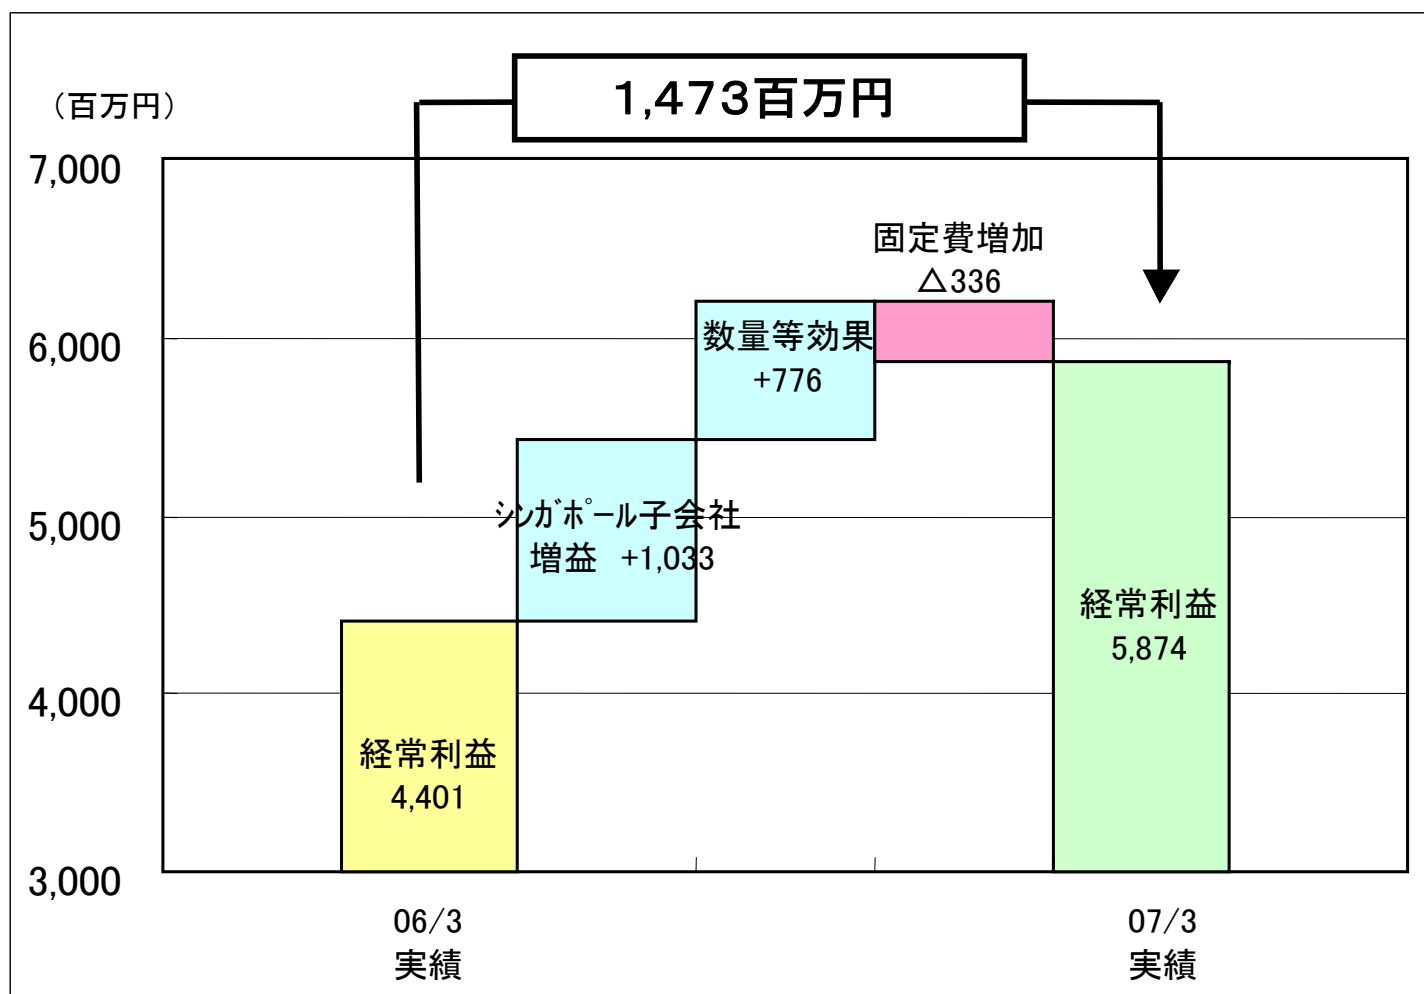 1,473百万円
（百万円）
7,000
6,000
5,000
4,000
3,000
固定費増加
△336
数量等効果
+776
ｼﾝｶﾞﾎﾟｰﾙ子会社
増益 +1,033
経常利益
5,874
経常利益
4,401
06/3
実績
07/3
実績